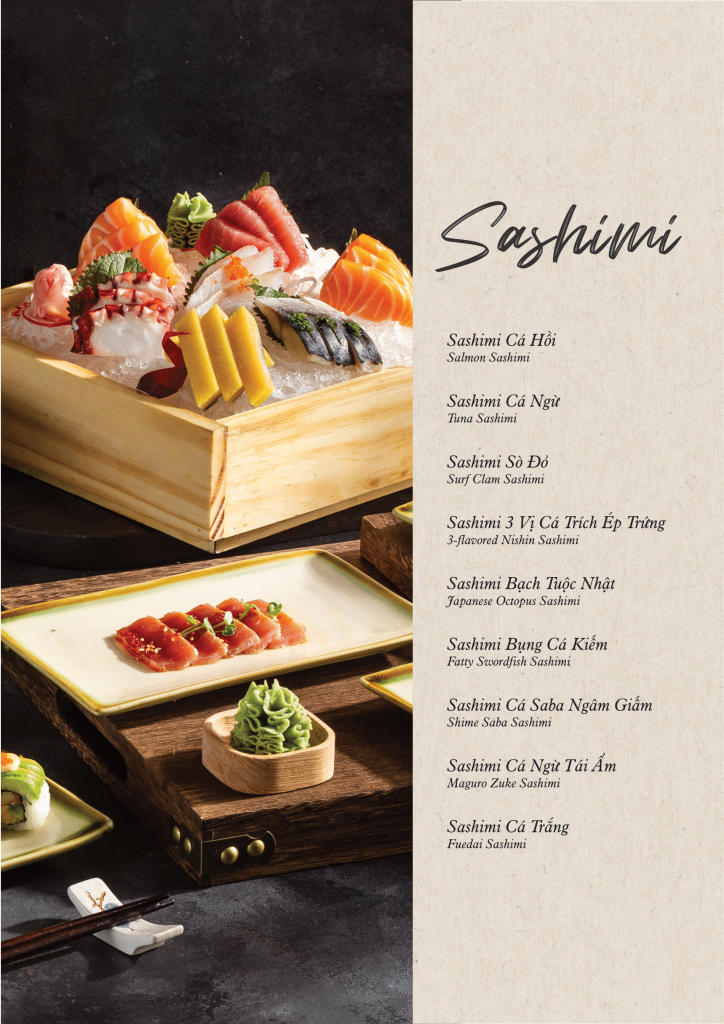 Sashimi
Sashimi Cá Hồi
Salmon Sashimi
Sashimi Cá Ngừ
Tuna Sashimi
Sashimi Sò Đỏ
Surf Clam Sashimi
Sashimi 3 Vị Cá Trích Ép Trứng
3-flavored Nishin Sashimi
Sashimi Bạch Tuộc Nhật
Japanese Octopus Sashimi
Sashimi Bụng Cá Kiếm
Fatty Swordfish Sashimi
Sashimi Cá Saba Ngâm Giấm
Shime Saba Sashimi
Sashimi Cá Ngừ Tái Ẩm
Maguro Zuke Sashimi
Sashimi Cá Trắng
Fuedai Sashimi